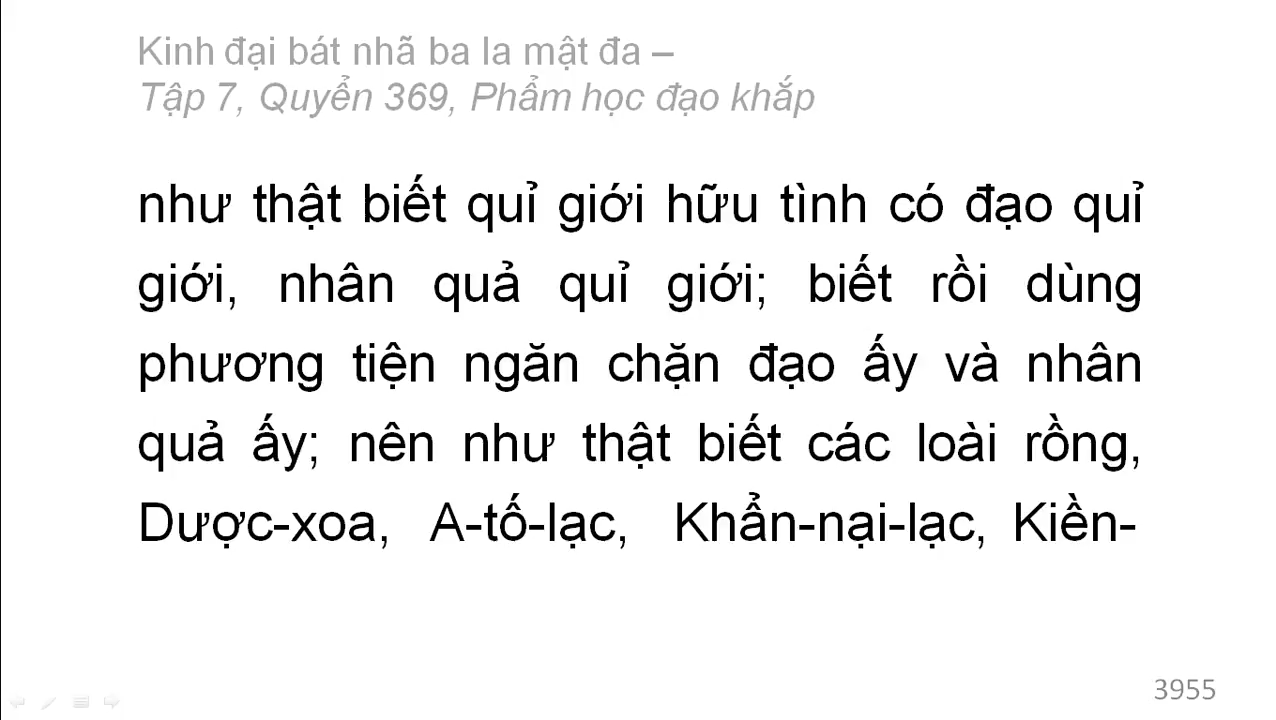 Kinh đại bát nhã ba la mật đa –
Tập 7, Quyển 369, Phẩm học đạo khắp
như thật biết quỉ giới hữu tình có đạo quỉ
giới, nhân quả quỉ giới; biết rồi dùng
phương tiện ngăn chặn đạo ấy và nhân
quả ấy; nên như thật biết các loài rồng,
Dược-xoa, A-tố-lạc, Khẩn-nại-lạc, Kiền-
3955